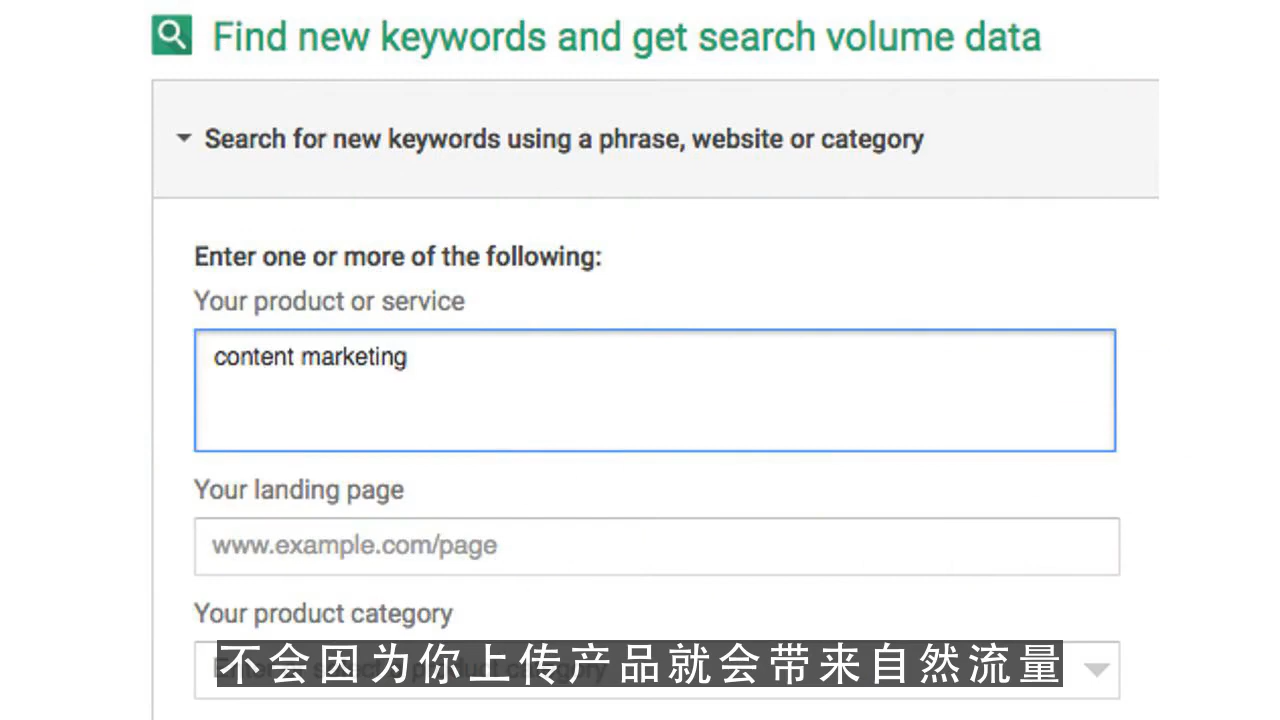 Find new keywords and get search volume data
Search for new keywords using a phrase, website or category
Enter one or more of the following:
Your product or service
content marketing
Your landing page
www.example.com/page
Your product category
不会因为你上传产品就会带来自然流量